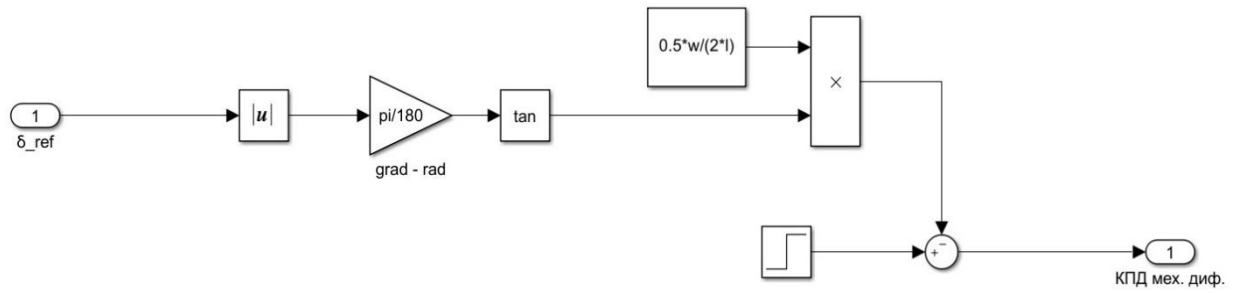 0.5*w/(2*l)
×
1
δ_ref
|u|
pi/180
grad - rad
tan
+
−
1
КПД мех. диф.